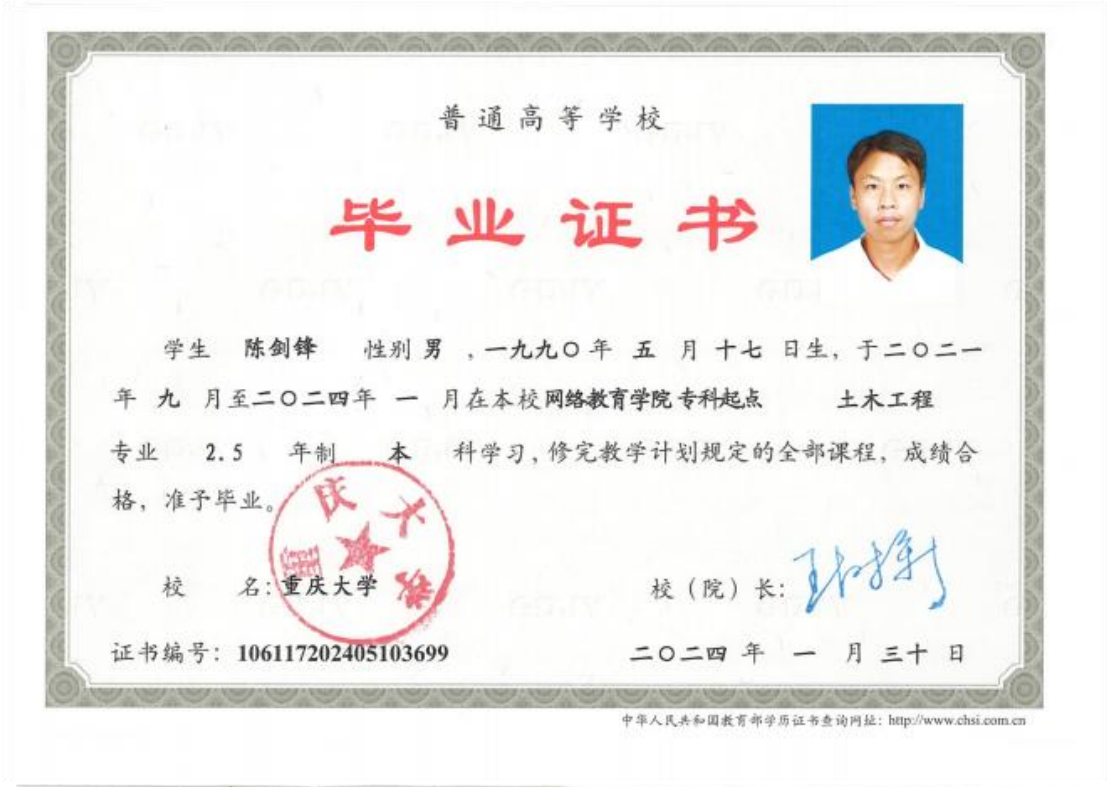 普通高等学校
毕业证书
学生 陈剑锋 性别 男 ，一九九〇年 五 月 十七 日生，于二〇二一
年 九 月至二〇二四年 一 月在本校网络教育学院 专科起点 土木工程
专业 2.5 年制 本 科学习，修完教学计划规定的全部课程，成绩合
格，准予毕业。
重庆大学
校 名：重庆大学 校（院）长：
证书编号：106117202405103699 二〇二四 年 一 月 三十 日
中华人民共和国教育部学历证书查询网址：http://www.chsi.com.cn